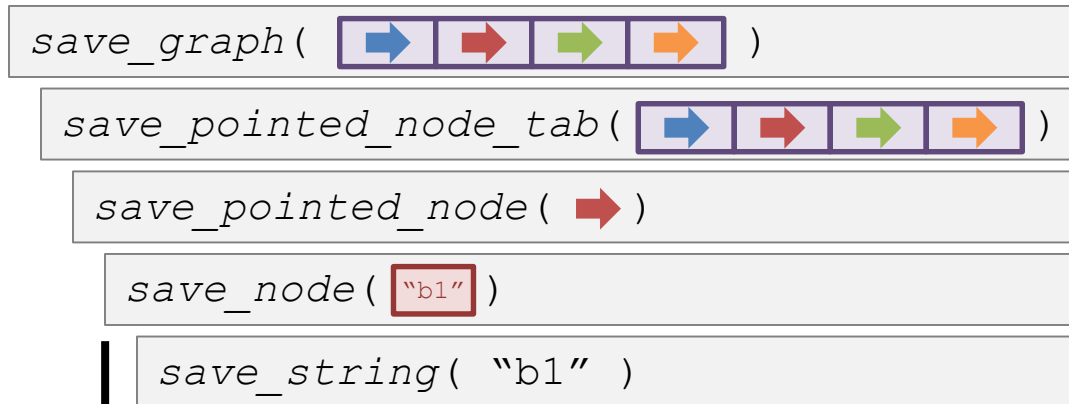 save_graph( )
save_pointed_node_tab( )
save_pointed_node( )
save_node( “b1” )
save_string( “b1” )